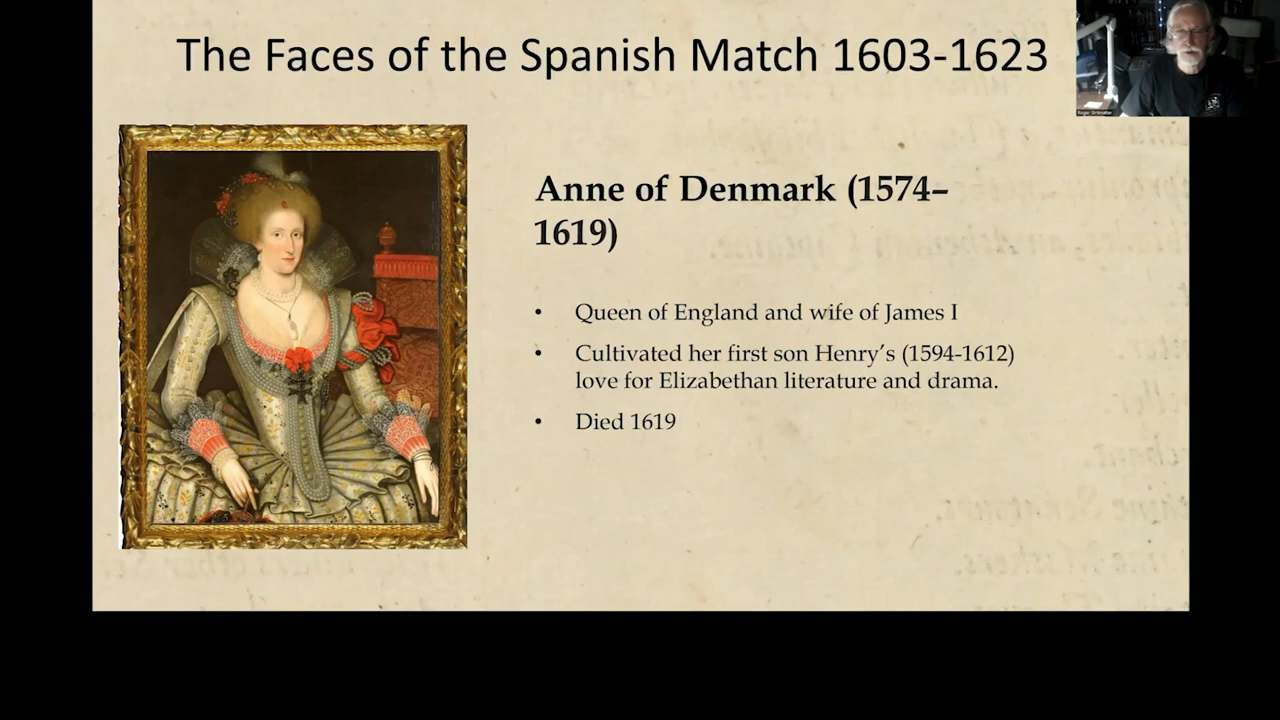 The Faces of the Spanish Match 1603-1623
Anne of Denmark (1574–
1619)
• Queen of England and wife of James I
• Cultivated her first son Henry’s (1594-1612)
love for Elizabethan literature and drama.
• Died 1619